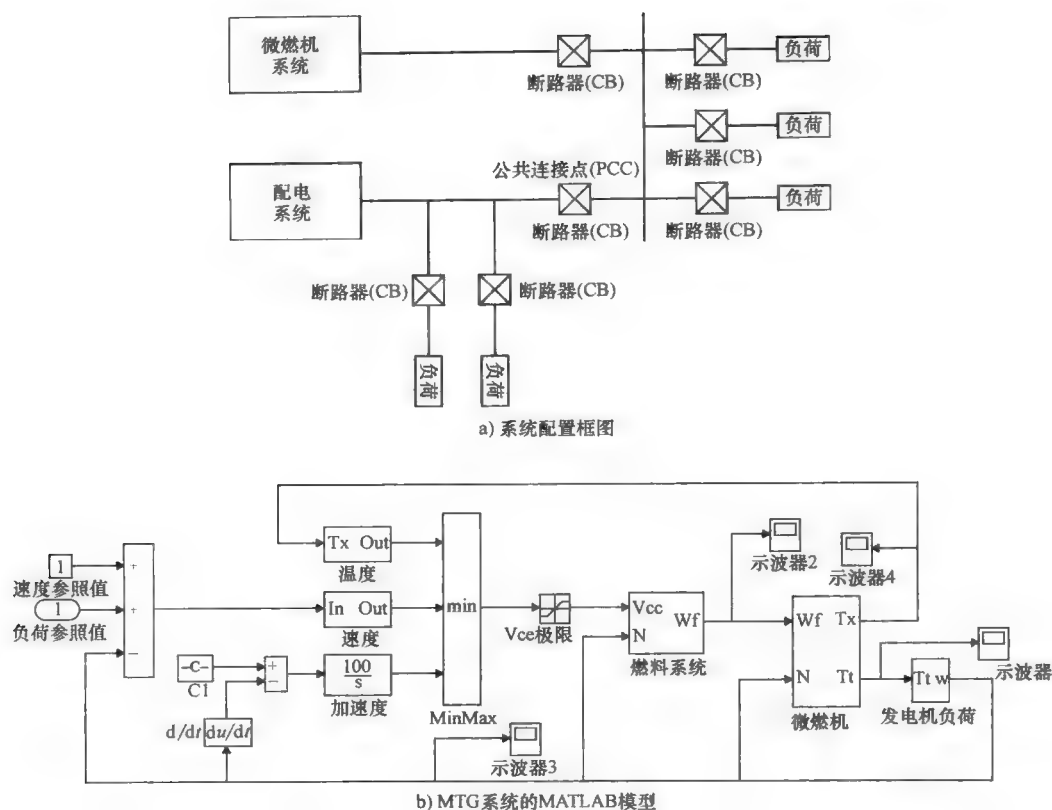 微燃机
系统
断路器(CB)
断路器(CB)
负荷
断路器(CB)
负荷
配电
系统
公共连接点(PCC)
断路器(CB)
断路器(CB)
负荷
断路器(CB)
断路器(CB)
负荷
负荷
a) 系统配置框图
1
速度参照值
1
负荷参照值
+
+
−
-C-
C1
+
−
d/dt
du/dt
Tx Out
温度
In Out
速度
100
s
加速度
min
MinMax
Vce极限
Vcc
N
Wf
燃料系统
示波器2
示波器3
示波器4
Wf
N
Tx
Tt
微燃机
Tt w
发电机负荷
示波器
b) MTG系统的MATLAB模型